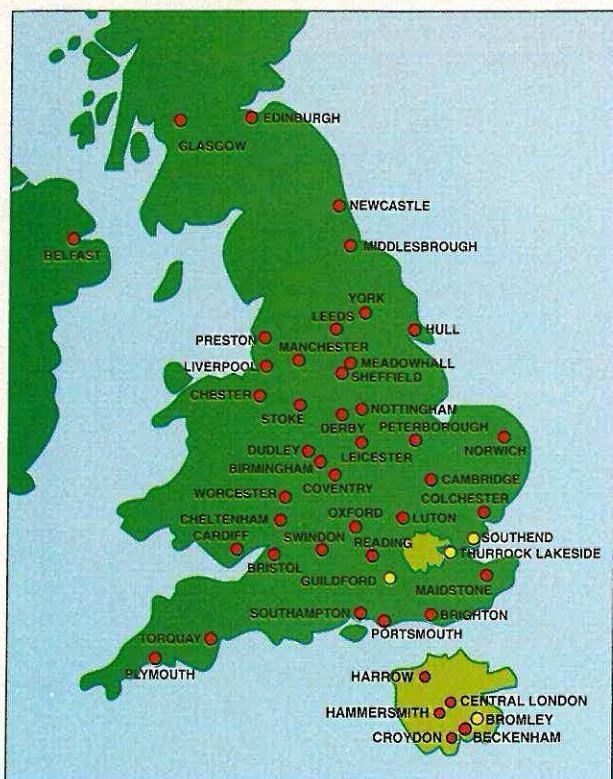 EDINBURGH
GLASGOW
NEWCASTLE
BELFAST
MIDDLESBROUGH
YORK
LEEDS
HULL
PRESTON
MANCHESTER
LIVERPOOL
MEADOWHALL
SHEFFIELD
CHESTER
STOKE
NOTTINGHAM
DERBY
PETERBOROUGH
DUDLEY
LEICESTER
NORWICH
BIRMINGHAM
COVENTRY
CAMBRIDGE
WORCESTER
COLCHESTER
CHELTENHAM
OXFORD
LUTON
CARDIFF
SWINDON
READING
SOUTHEND
THURROCK LAKESIDE
BRISTOL
GUILDFORD
MAIDSTONE
SOUTHAMPTON
BRIGHTON
PORTSMOUTH
TORQUAY
PLYMOUTH
HARROW
CENTRAL LONDON
HAMMERSMITH
BROMLEY
CROYDON
BECKENHAM